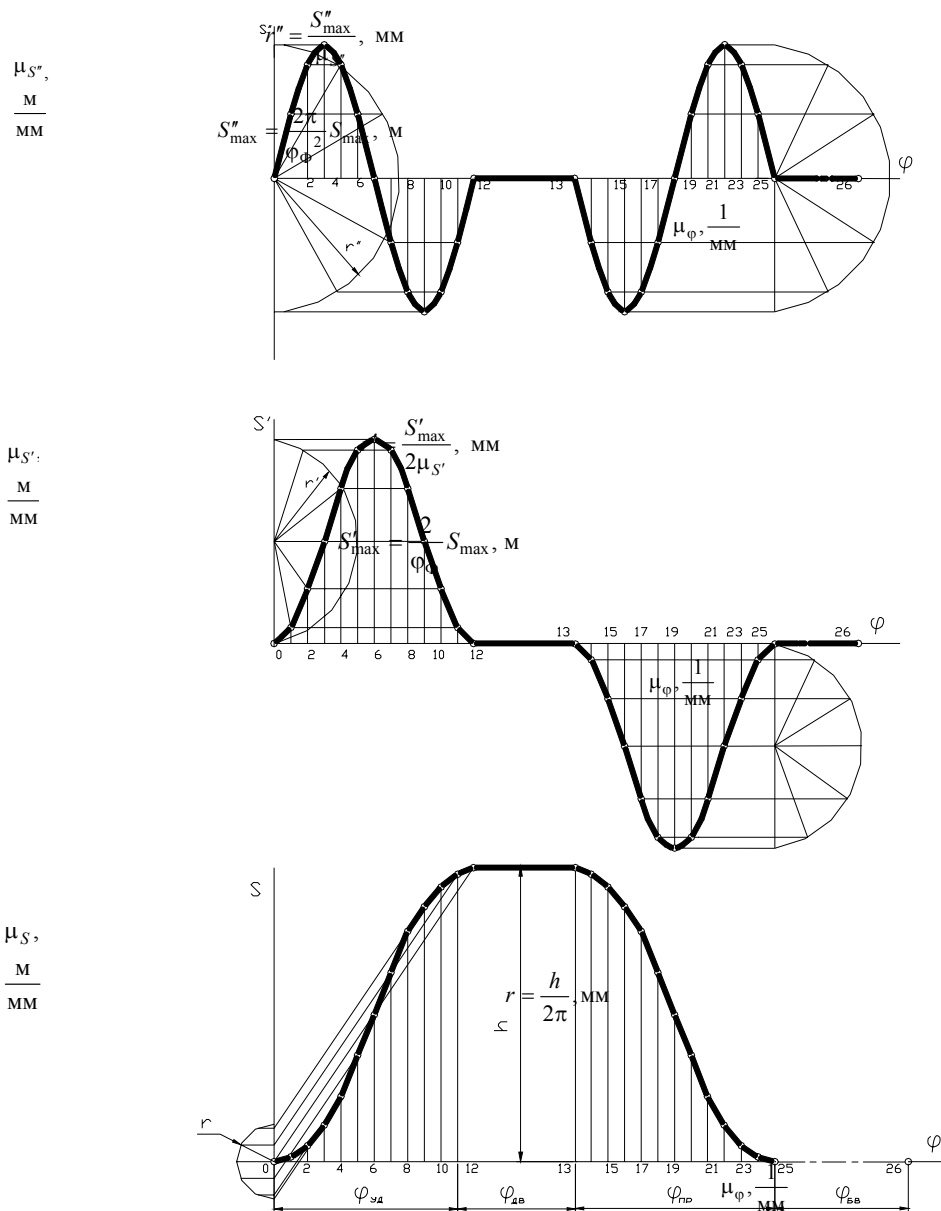 S″ r″ = S″max / μS″, мм
μS″, м/мм
S″max = 2π/φΦ² Smax, м
2 4 6 8 10 12 13 15 17 19 21 23 25 26 φ
r″
μφ, 1/мм
S′
= S′max / 2μS′, мм
μS′, м/мм
r′
S′max = 2/φΦ Smax, м
13 15 17 19 21 23 25 26 φ
0 2 4 6 8 10 12
μφ, 1/мм
S
μS, м/мм
r = h/2π, мм
h
r
0 2 4 6 8 10 12 13 15 17 19 21 23 25 26 φ
φуд φдв φпр μφ, 1/мм φбв